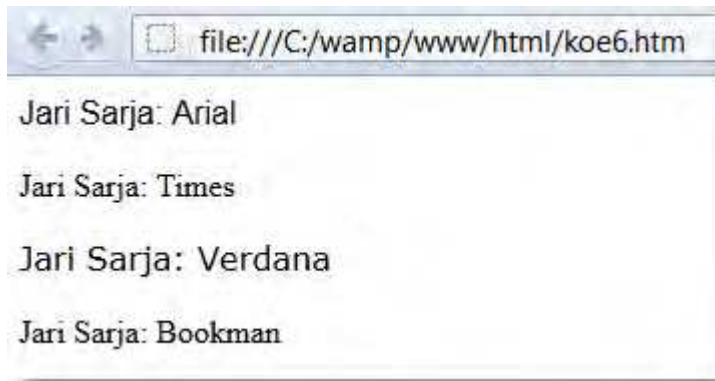 file:///C:/wamp/www/html/koe6.htm
Jari Sarja: Arial
Jari Sarja: Times
Jari Sarja: Verdana
Jari Sarja: Bookman